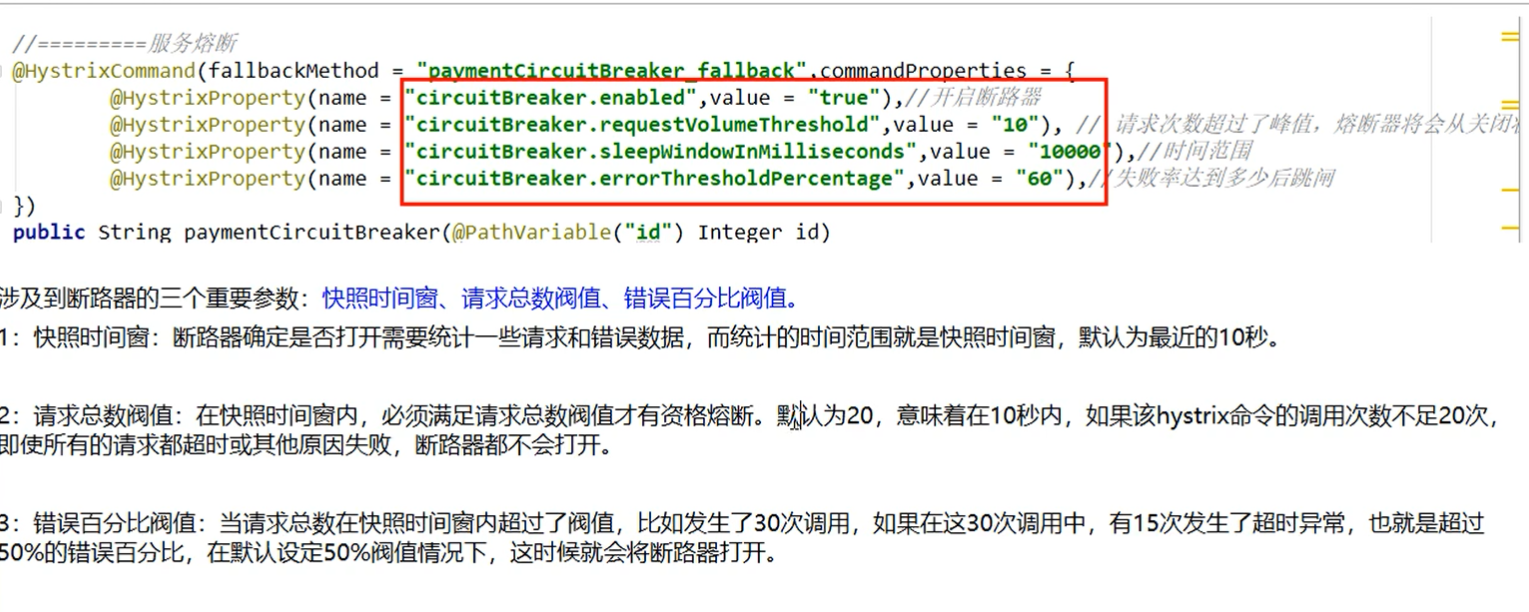 //=========服务熔断
@HystrixCommand(fallbackMethod = "paymentCircuitBreaker_fallback",commandProperties = {
@HystrixProperty(name = "circuitBreaker.enabled",value = "true"),//开启断路器
@HystrixProperty(name = "circuitBreaker.requestVolumeThreshold",value = "10"), // 请求次数超过了峰值，熔断器将会从关闭
@HystrixProperty(name = "circuitBreaker.sleepWindowInMilliseconds",value = "10000"),//时间范围
@HystrixProperty(name = "circuitBreaker.errorThresholdPercentage",value = "60"),//失败率达到多少后跳闸
})
public String paymentCircuitBreaker(@PathVariable("id") Integer id)
涉及到断路器的三个重要参数：快照时间窗、请求总数阀值、错误百分比阀值。
1：快照时间窗：断路器确定是否打开需要统计一些请求和错误数据，而统计的时间范围就是快照时间窗，默认为最近的10秒。
2：请求总数阀值：在快照时间窗内，必须满足请求总数阀值才有资格熔断。默认为20，意味着在10秒内，如果该hystrix命令的调用次数不足20次，
即使所有的请求都超时或其他原因失败，断路器都不会打开。
3：错误百分比阀值：当请求总数在快照时间窗内超过了阀值，比如发生了30次调用，如果在这30次调用中，有15次发生了超时异常，也就是超过
50%的错误百分比，在默认设定50%阀值情况下，这时候就会将断路器打开。